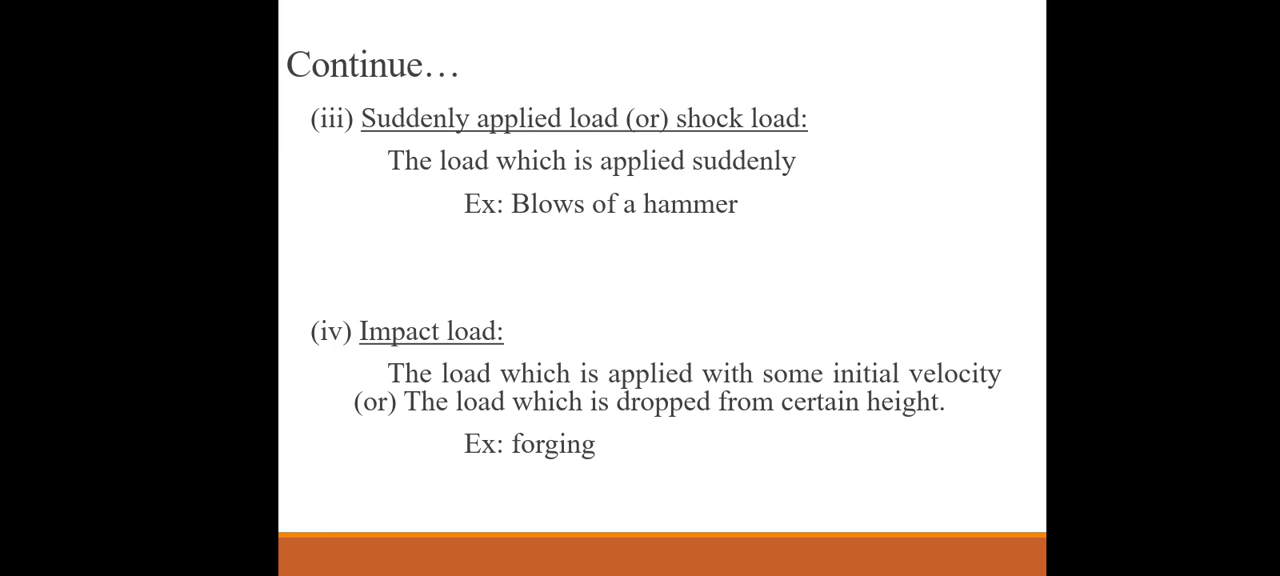 Continue…
(iii) Suddenly applied load (or) shock load:
The load which is applied suddenly
Ex: Blows of a hammer
(iv) Impact load:
The load which is applied with some initial velocity
(or) The load which is dropped from certain height.
Ex: forging